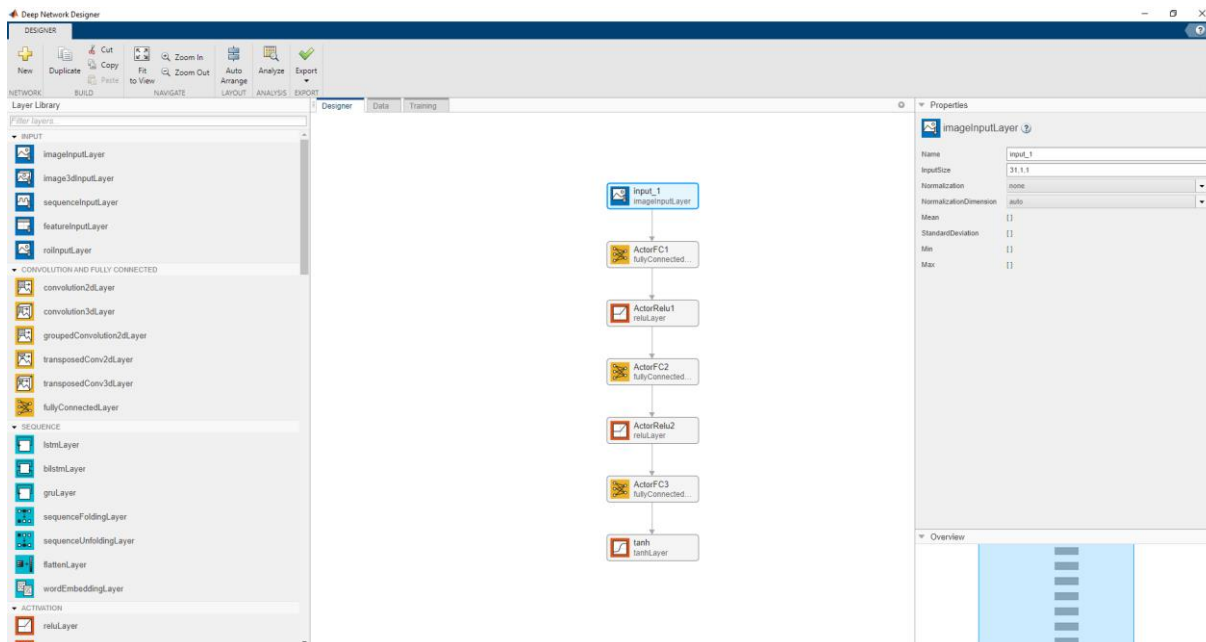 Deep Network Designer
DESIGNER
New
Duplicate
Cut
Copy
Paste
Fit
to View
Zoom In
Zoom Out
Auto
Arrange
Analyze
Export
NETWORK
BUILD
NAVIGATE
LAYOUT
ANALYSIS
EXPORT
Layer Library
Filter layers...
INPUT
imageInputLayer
image3dInputLayer
sequenceInputLayer
featureInputLayer
roiInputLayer
CONVOLUTION AND FULLY CONNECTED
convolution2dLayer
convolution3dLayer
groupedConvolution2dLayer
transposedConv2dLayer
transposedConv3dLayer
fullyConnectedLayer
SEQUENCE
lstmLayer
bilstmLayer
gruLayer
sequenceFoldingLayer
sequenceUnfoldingLayer
flattenLayer
wordEmbeddingLayer
ACTIVATION
reluLayer
Designer
Data
Training
input_1
imageInputLayer
ActorFC1
fullyConnected...
ActorRelu1
reluLayer
ActorFC2
fullyConnected...
ActorRelu2
reluLayer
ActorFC3
fullyConnected...
tanh
tanhLayer
Properties
imageInputLayer ?
Name input_1
InputSize 31,1,1
Normalization none
NormalizationDimension auto
Mean []
StandardDeviation []
Min []
Max []
Overview